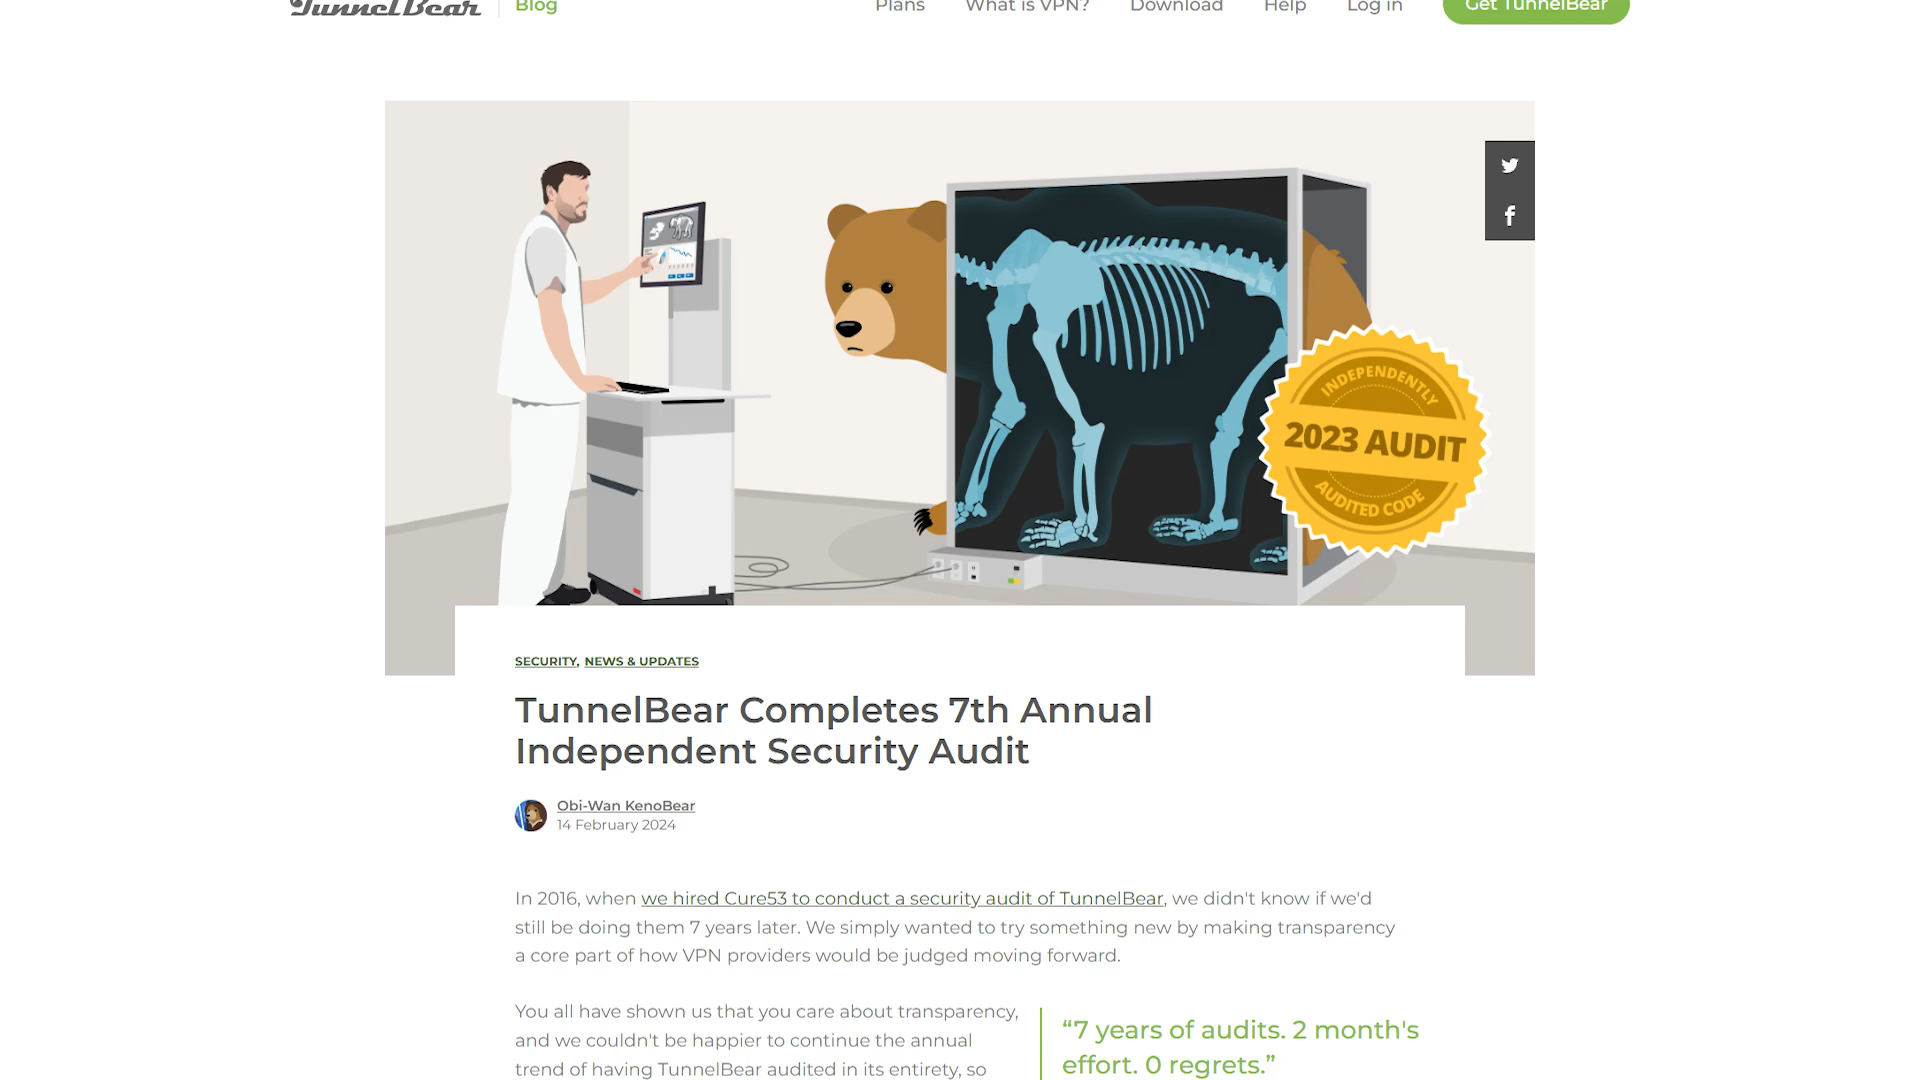 TunnelBear
Blog
Plans
What is VPN?
Download
Help
Log in
Get TunnelBear
INDEPENDENTLY
2023 AUDIT
AUDITED CODE
SECURITY, NEWS & UPDATES
TunnelBear Completes 7th Annual
Independent Security Audit
Obi-Wan KenoBear
14 February 2024
In 2016, when we hired Cure53 to conduct a security audit of TunnelBear, we didn't know if we'd
still be doing them 7 years later. We simply wanted to try something new by making transparency
a core part of how VPN providers would be judged moving forward.
You all have shown us that you care about transparency,
and we couldn't be happier to continue the annual
trend of having TunnelBear audited in its entirety, so
“7 years of audits. 2 month's
effort. 0 regrets.”